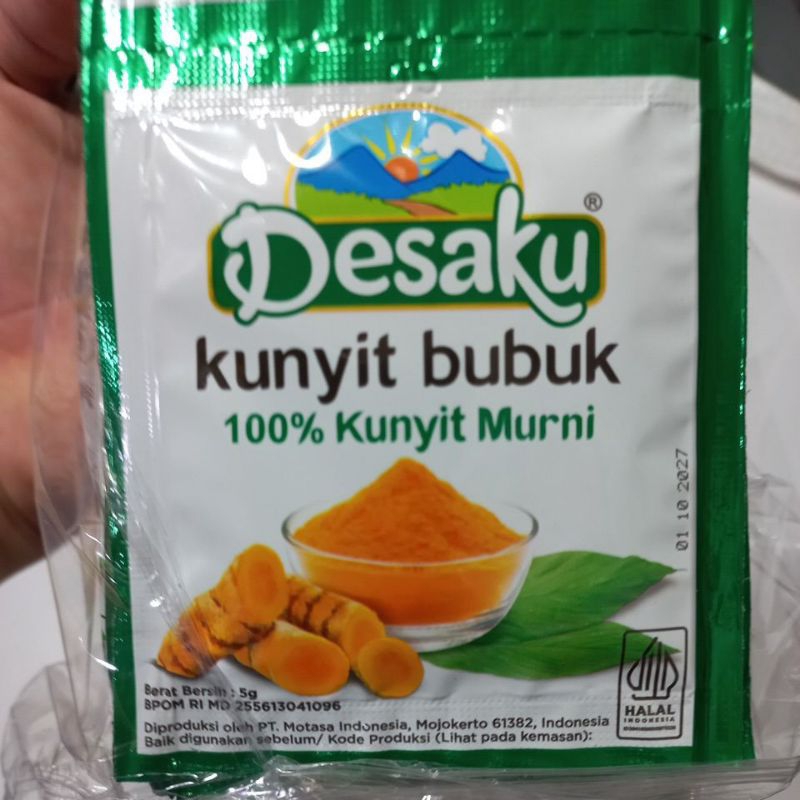 Desaku®
kunyit bubuk
100% Kunyit Murni
01 10 2027
Berat Bersih : 5g
BPOM RI MD 255613041096
Diproduksi oleh PT. Motasa Indonesia, Mojokerto 61382, Indonesia
Baik digunakan sebelum/ Kode Produksi (Lihat pada kemasan):
HALAL
INDONESIA